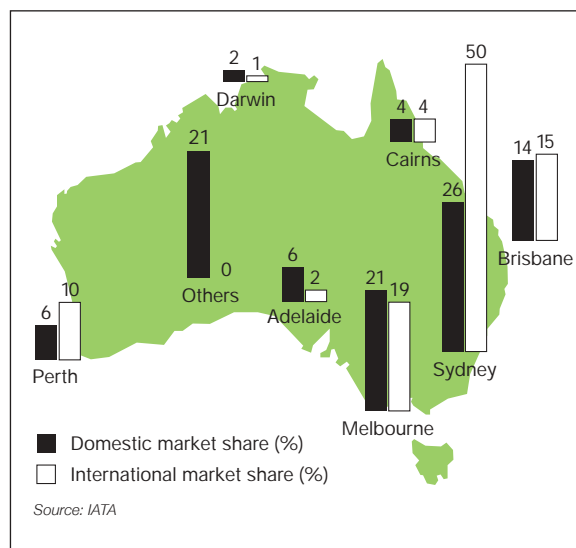 50
2 1
Darwin
4 4
Cairns
21 0
Others
26
Sydney
14 15
Brisbane
6 2
Adelaide
21 19
Melbourne
6 10
Perth
Domestic market share (%)
International market share (%)
Source: IATA